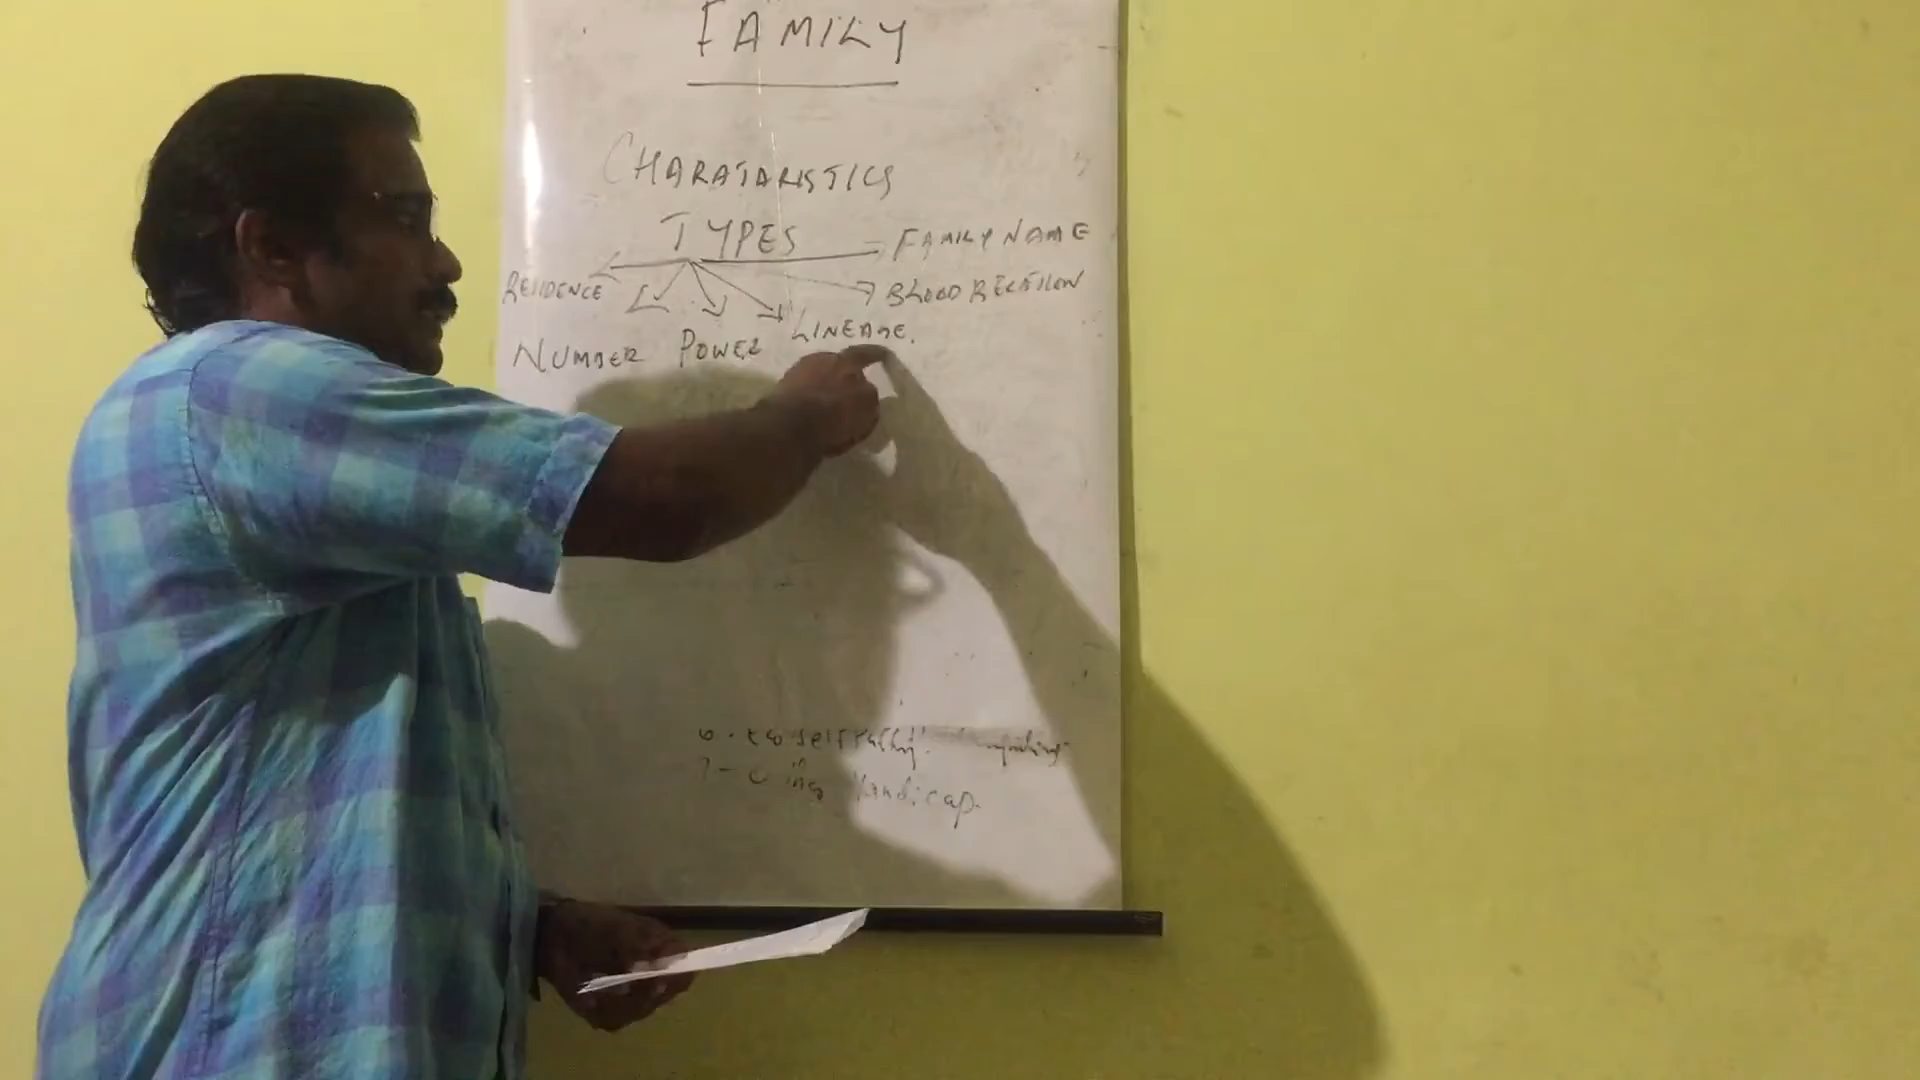 FAMILY
CHARATARISTICS
TYPES
FAMILY NAME
RESIDENCE
BLOOD RELATION
NUMBER POWER LINEAGE.
Handicap.